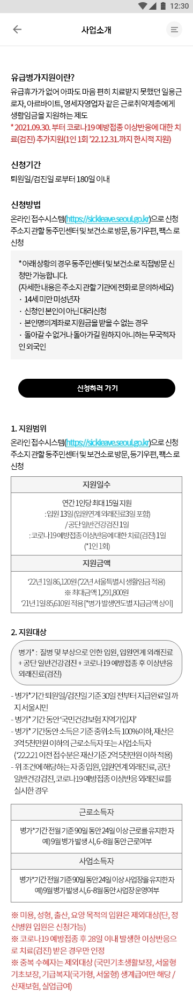 12:30
사업소개
유급병가지원이란?
유급휴가가 없어 아파도 마음 편히 치료받지 못했던 일용근
로자, 아르바이트, 영세자영업자 같은 근로취약계층에게
생활임금을 지원하는 제도
* 2021.09.30. 부터 코로나19 예방접종 이상반응에 대한 치
료(검진) 추가지원(1인 1회 '22.12.31.까지 한시적 지원)
신청기간
퇴원일/검진일 로부터 180일 이내
신청방법
온라인 접수시스템(https://sickleave.seoul.go.kr)으로 신청
주소지 관할 동주민센터 및 보건소로 방문, 등기우편, 팩스로
신청
* 아래 상황의 경우 동주민센터 및 보건소로 직접방문 신
청만 가능합니다.
(자세한 내용은 주소지 관할 기관에 전화로 문의하세요)
· 14세 미만 미성년자
· 신청인 본인이 아닌 대리신청
· 본인명의계좌로 지원금을 받을 수 없는 경우
· 돌아갈 수 없거나 돌아가길 원하지 아니하는 무국적자
인 외국인
신청하러 가기
1. 지원범위
온라인 접수시스템(https://sickleave.seoul.go.kr)으로 신청
주소지 관할 동주민센터 및 보건소로 방문, 등기우편, 팩스로
신청
지원일수
연간 1인당 최대 15일 지원
: 입원 13일 (입원연계 외래진료3일 포함)
/ 공단 일반건강검진 1일
: 코로나19 예방접종 이상반응에 대한 치료(검진) 1일
(*1인 1회)
지원금액
'22년 1일 86,120원 ('22년 서울특별시 생활임금 적용)
※ 최대금액 1,291,800원
'21년 1일 85,610원 적용 [*병가 발생연도별 지급금액 상이]
2. 지원대상
병가* : 질병 및 부상으로 인한 입원, 입원연계 외래진료
+ 공단 일반건강검진 + 코로나19 예방접종 후 이상반응
외래진료(검진)
- 병가*기간 퇴원일/검진일 기준 30일 전부터 지급완료일 까
지 서울시민
- 병가* 기간 동안 '국민건강보험 지역가입자'
- 병가* 기간동안 소득은 기준 중위소득 100%이하, 재산은
3억 5천만원 이하의 근로소득자 또는 사업소득자
('22.2.21 이전 접수분은 재산기준 2억 5천만원 이하 적용)
- 위 조건에 해당하는 자 중 입원, 입원연계 외래진료, 공단
일반건강검진, 코로나19 예방접종 이상반응 외래진료를
실시한 경우
근로소득자
병가*기간 전월 기준 90일 동안 24일 이상 근로를 유지한 자
예) 9월 병가 발생 시, 6~8월 동안 근로여부
사업소득자
병가*기간 전월 기준 90일 동안 24일 이상 사업장을 유지한 자
예) 9월 병가 발생 시, 6~8월 동안 사업장 운영여부
※ 미용, 성형, 출산, 요양 목적의 입원은 제외대상(단, 정
신병원 입원은 신청가능)
※ 코로나19 예방접종 후 28일 이내 발생한 이상반응으
로 치료(검진) 받은 경우만 인정
※ 중복 수혜자는 제외대상 (국민기초생활보장, 서울형
기초보장, 기급복지(국가형, 서울형) 생계급여만 해당 /
산재보험, 실업급여)